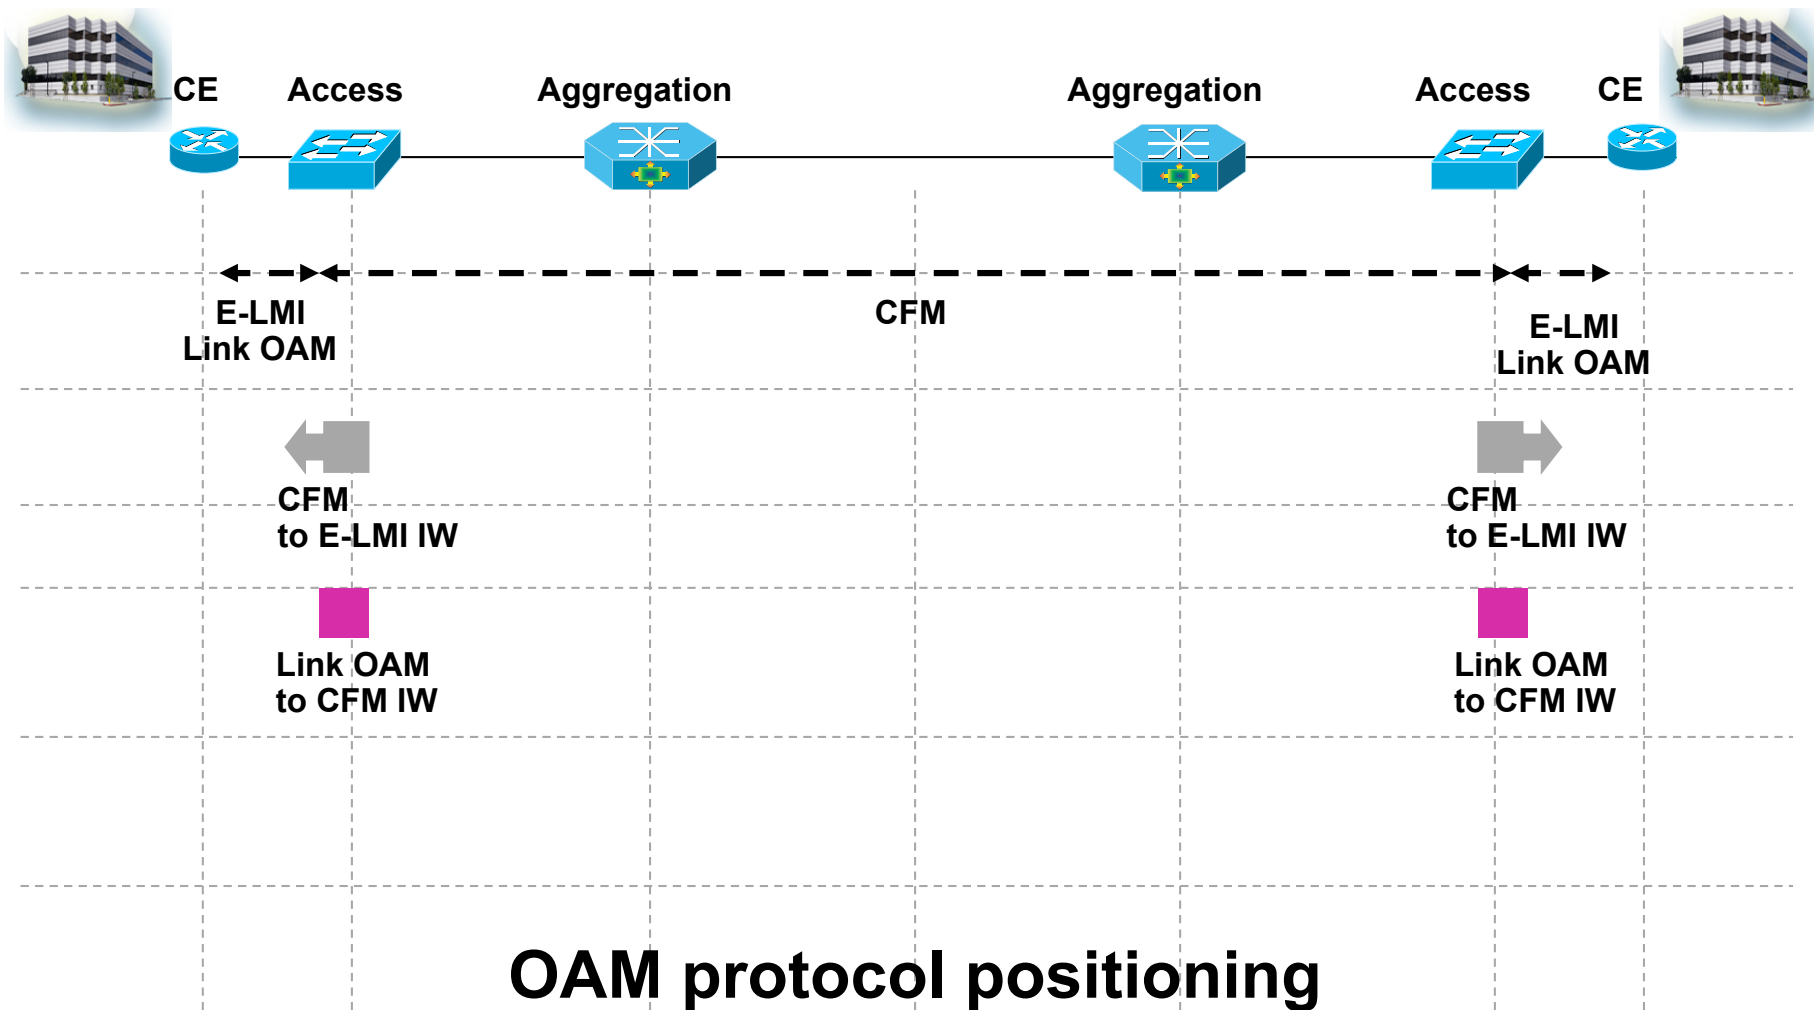 CE
Access
Aggregation
Aggregation
Access
CE
E-LMI
Link OAM
CFM
E-LMI
Link OAM
CFM
to E-LMI IW
CFM
to E-LMI IW
Link OAM
to CFM IW
Link OAM
to CFM IW
OAM protocol positioning